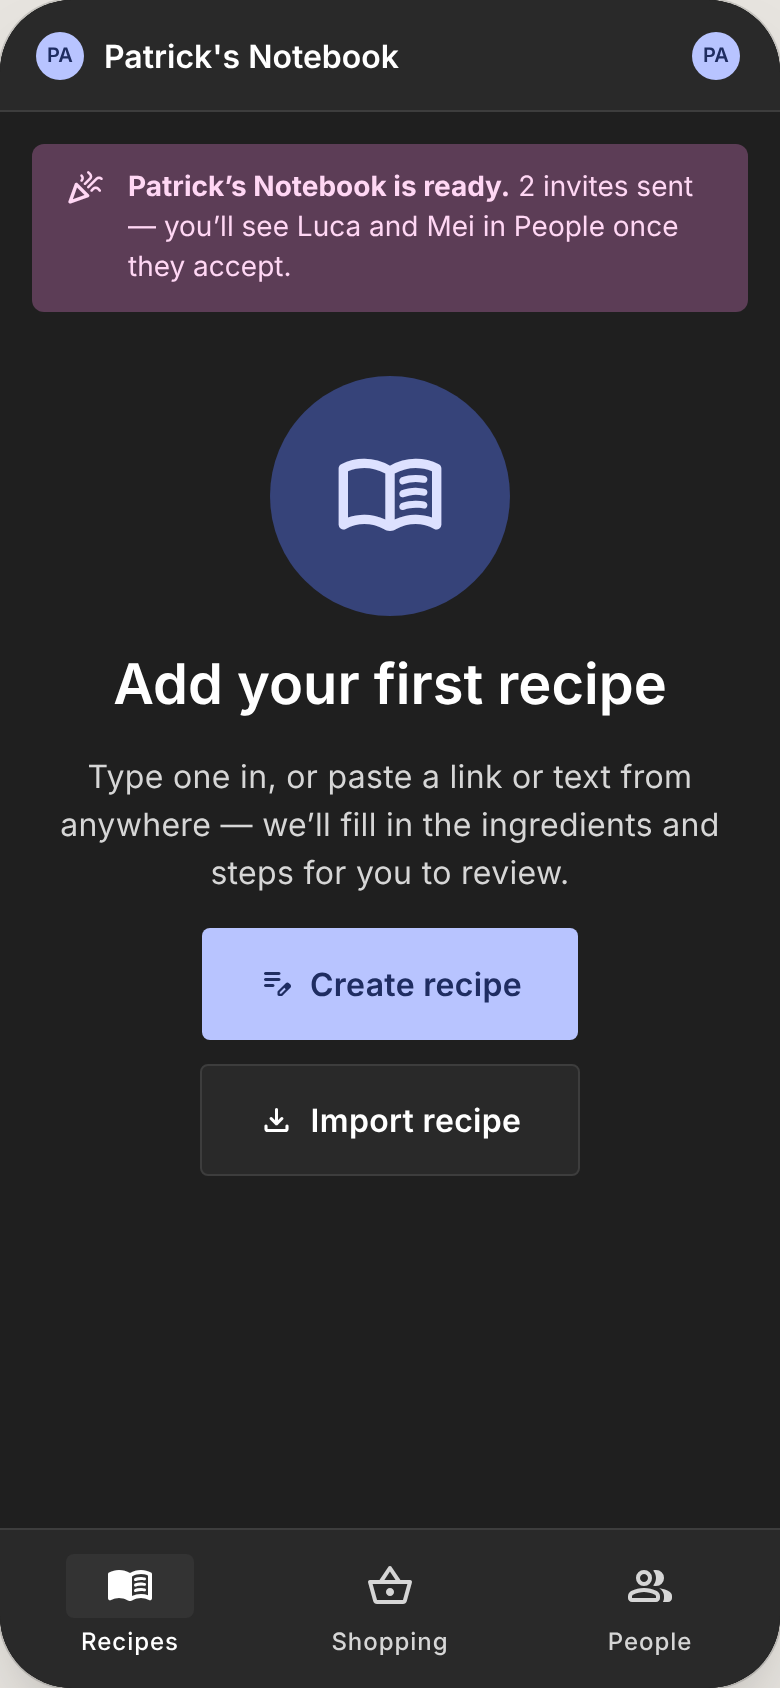 PA
Patrick's Notebook
PA
Patrick’s Notebook is ready. 2 invites sent
— you’ll see Luca and Mei in People once
they accept.
Add your first recipe
Type one in, or paste a link or text from
anywhere — we’ll fill in the ingredients and
steps for you to review.
Create recipe
Import recipe
Recipes
Shopping
People